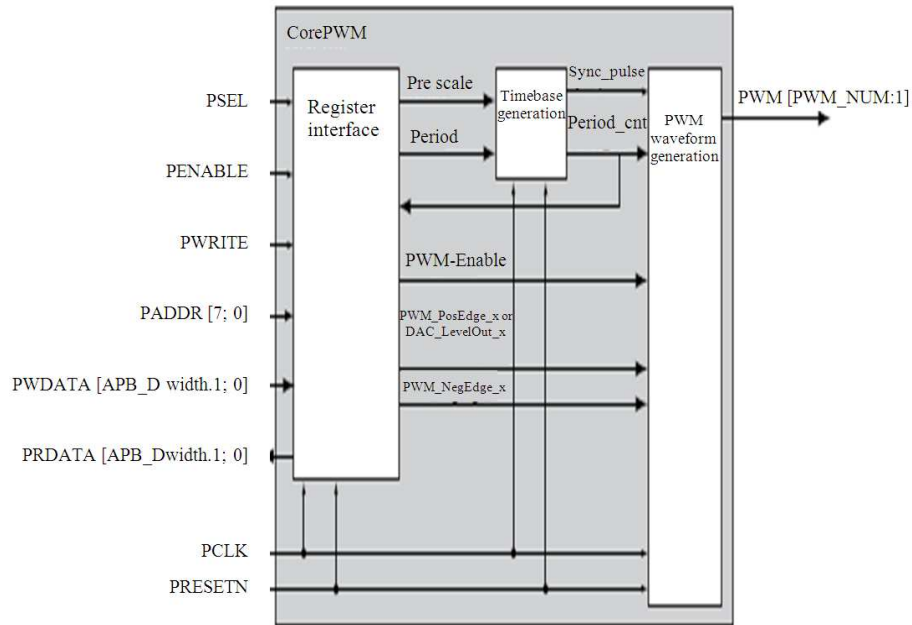 CorePWM
PSEL
PENABLE
PWRITE
PADDR [7; 0]
PWDATA [APB_D width.1; 0]
PRDATA [APB_Dwidth.1; 0]
PCLK
PRESETN
Register
interface
Pre scale
Period
Timebase
generation
Sync_pulse
Period_cnt
PWM
waveform
generation
PWM [PWM_NUM:1]
PWM-Enable
PWM_PosEdge_x or
DAC_LevelOut_x
PWM_NegEdge_x